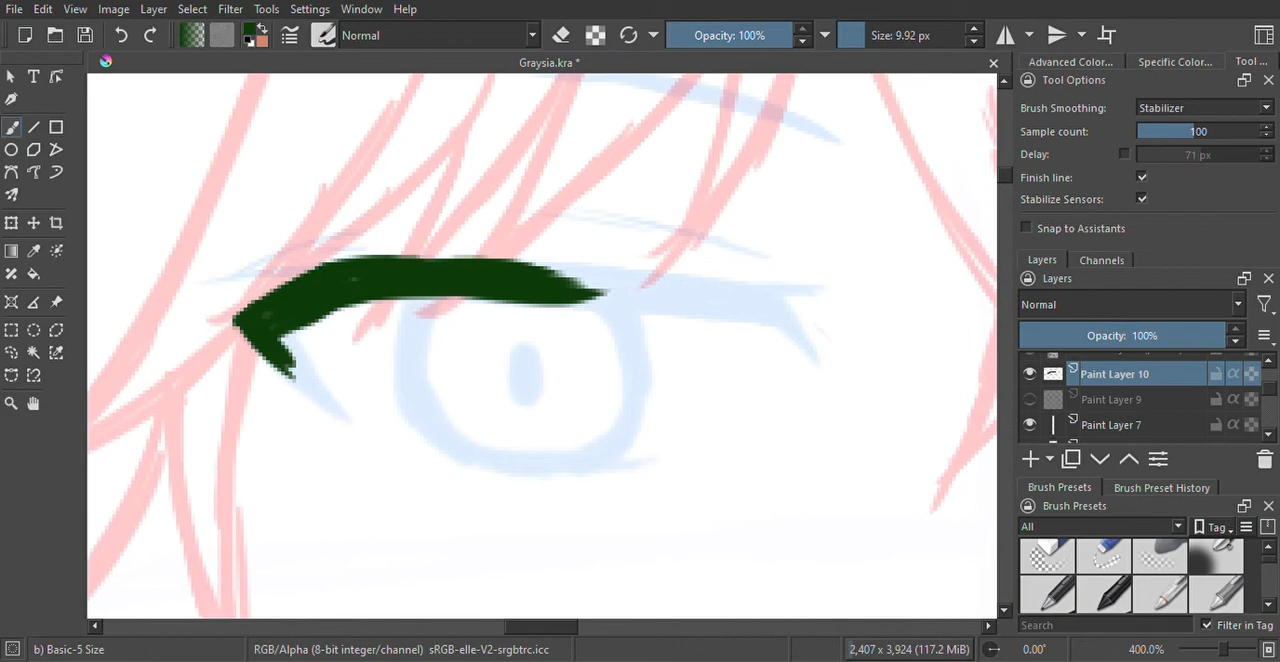 File Edit View Image Layer Select Filter Tools Settings Window Help
Normal Opacity: 100% Size: 9.92 px
Graysia.kra *
Advanced Color... Specific Color... Tool ...
Tool Options
Brush Smoothing: Stabilizer
Sample count: 100
Delay: 71 px
Finish line:
Stabilize Sensors:
Snap to Assistants
Layers Channels
Layers
Normal
Opacity: 100%
Paint Layer 10
Paint Layer 9
Paint Layer 7
Brush Presets Brush Preset History
Brush Presets
All Tag
Search Filter in Tag
b) Basic-5 Size RGB/Alpha (8-bit integer/channel) sRGB-elle-V2-srgbtrc.icc 2,407 x 3,924 (117.2 MiB) 0.00° 400.0%